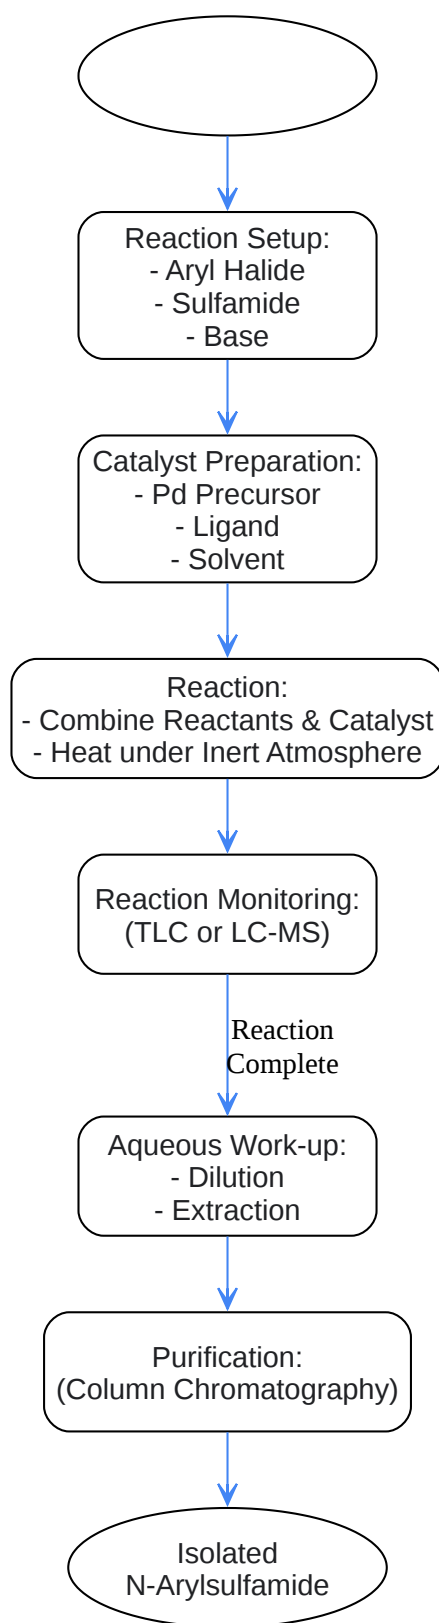 Reaction Setup:
- Aryl Halide
- Sulfamide
- Base
Catalyst Preparation:
- Pd Precursor
- Ligand
- Solvent
Reaction:
- Combine Reactants & Catalyst
- Heat under Inert Atmosphere
Reaction Monitoring:
(TLC or LC-MS)
Reaction
Complete
Aqueous Work-up:
- Dilution
- Extraction
Purification:
(Column Chromatography)
Isolated
N-Arylsulfamide